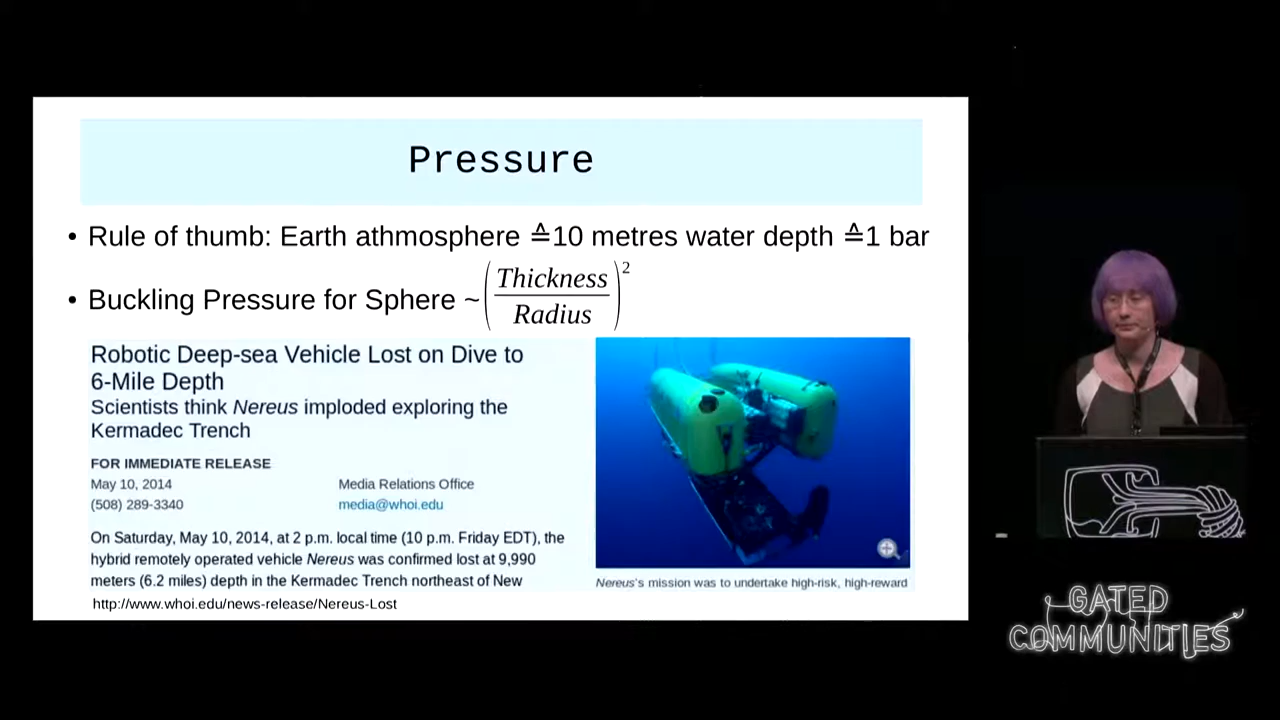 Pressure
• Rule of thumb: Earth athmosphere ≙10 metres water depth ≙1 bar
• Buckling Pressure for Sphere ~(Thickness/Radius)²
Robotic Deep-sea Vehicle Lost on Dive to
6-Mile Depth
Scientists think Nereus imploded exploring the
Kermadec Trench
FOR IMMEDIATE RELEASE
May 10, 2014
Media Relations Office
(508) 289-3340
media@whoi.edu
On Saturday, May 10, 2014, at 2 p.m. local time (10 p.m. Friday EDT), the
hybrid remotely operated vehicle Nereus was confirmed lost at 9,990
meters (6.2 miles) depth in the Kermadec Trench northeast of New
Nereus's mission was to undertake high-risk, high-reward
http://www.whoi.edu/news-release/Nereus-Lost
GATED
COMMUNITIES